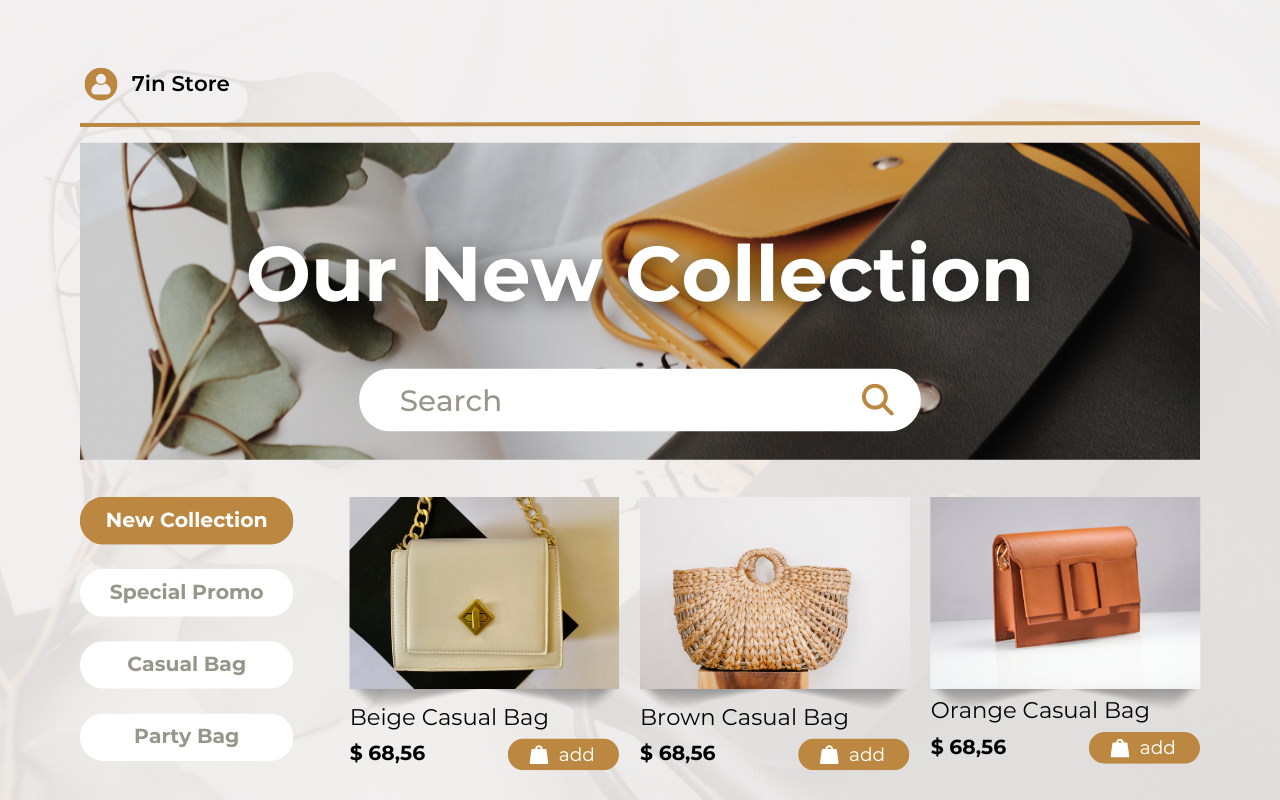 7in Store
Our New Collection
Search
New Collection
Special Promo
Casual Bag
Party Bag
Beige Casual Bag
$ 68,56
add
Brown Casual Bag
$ 68,56
add
Orange Casual Bag
$ 68,56
add